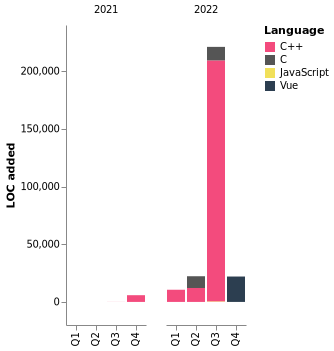 2021
2022
Language
C++
C
JavaScript
Vue
LOC added
200,000
150,000
100,000
50,000
0
Q1
Q2
Q3
Q4
Q1
Q2
Q3
Q4